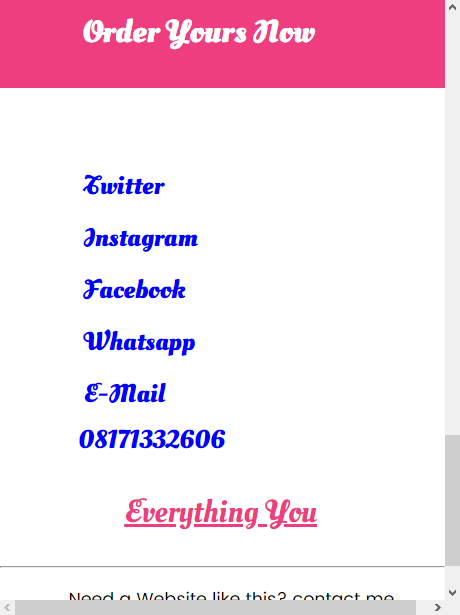 Order Yours Now
Twitter
Instagram
Facebook
Whatsapp
E-Mail
08171332606
Everything You
Need a Website like this? contact me